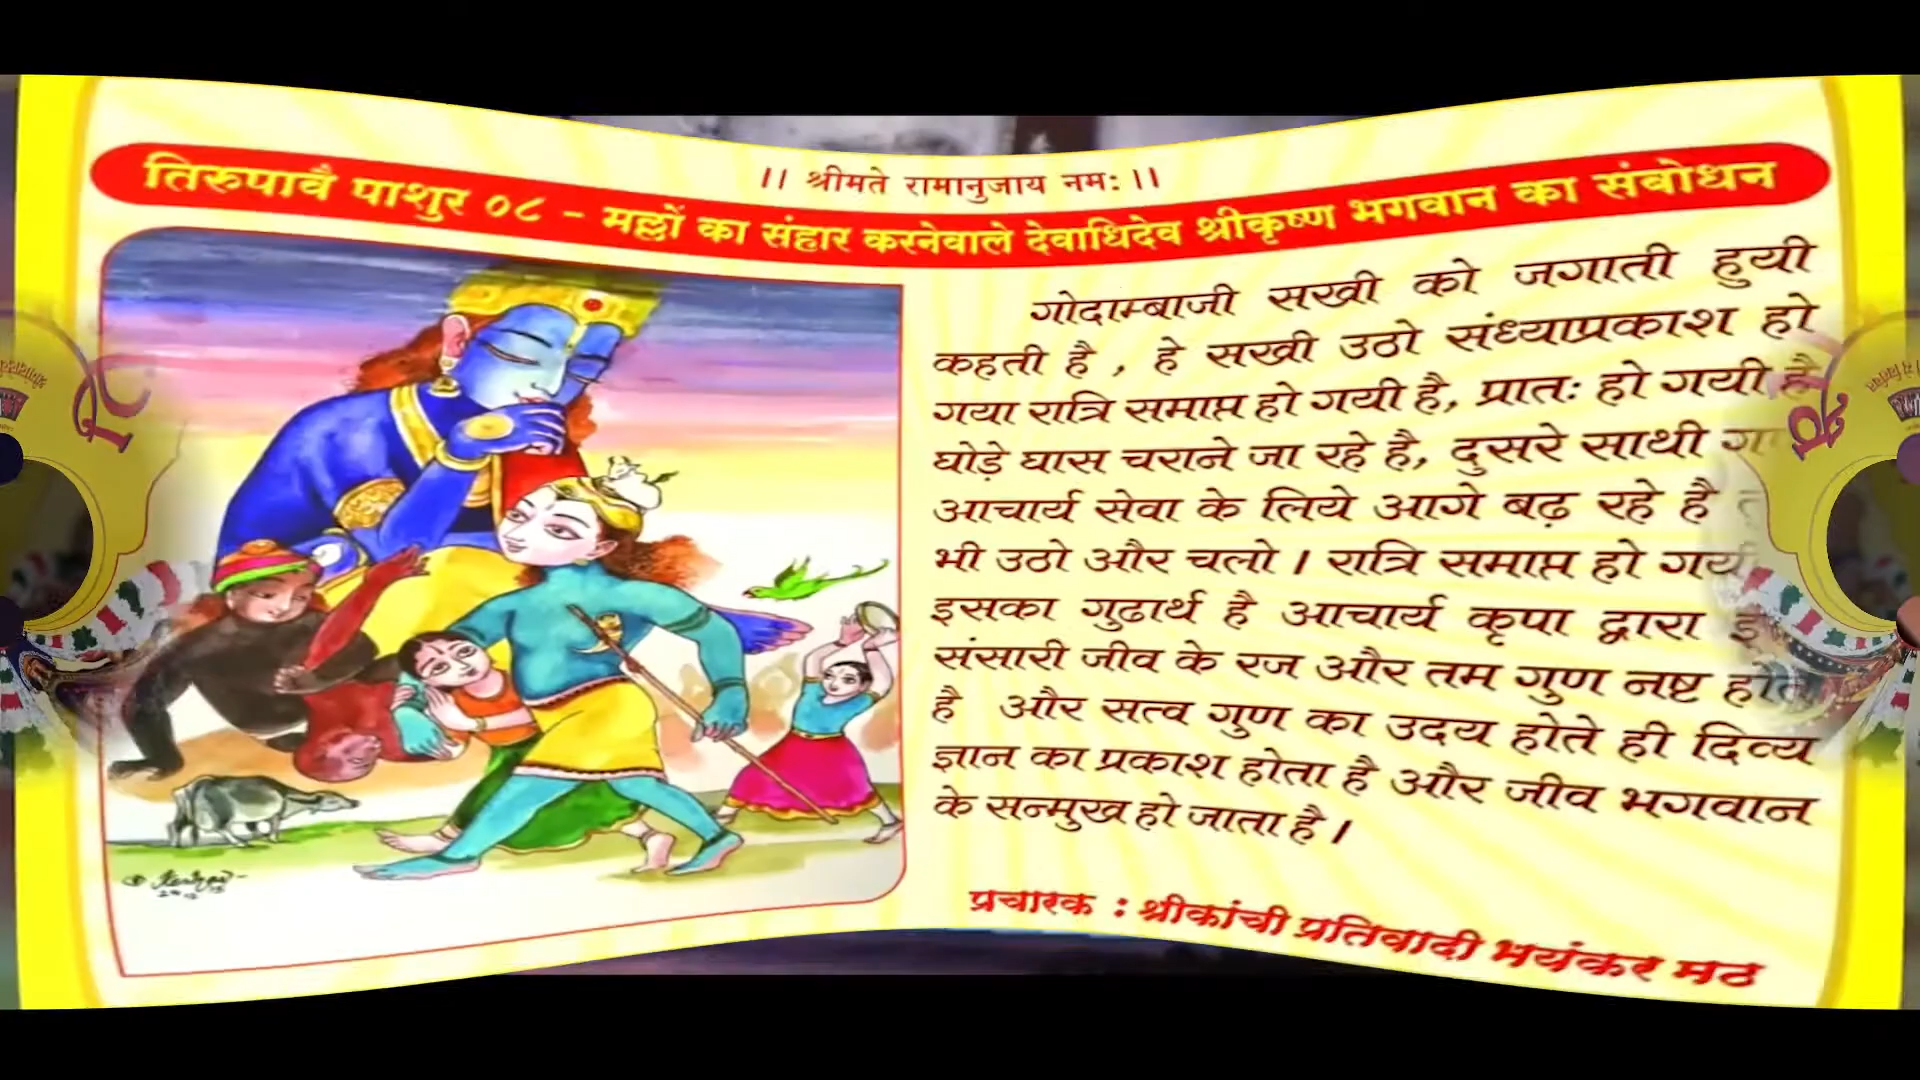 ।। श्रीमते रामानुजाय नमः ।।
तिरुपावै पाशुर ०८ - मल्लों का संहार करनेवाले देवाधिदेव श्रीकृष्ण भगवान का संबोधन
गोदाम्बाजी सखी को जगाती हुयी
कहती है , हे सखी उठो संध्याप्रकाश हो
गया रात्रि समाप्त हो गयी है, प्रातः हो गयी है
घोड़े घास चराने जा रहे है, दुसरे साथी
आचार्य सेवा के लिये आगे बढ़ रहे है
भी उठो और चलो । रात्रि समाप्त हो
इसका गुढार्थ है आचार्य कृपा द्वारा
संसारी जीव के रज और तम गुण नष्ट
है और सत्व गुण का उदय होते ही दिव्य
ज्ञान का प्रकाश होता है और जीव भगवान
के सन्मुख हो जाता है ।
प्रचारक : श्रीकांची प्रतिवादी भयंकर मठ